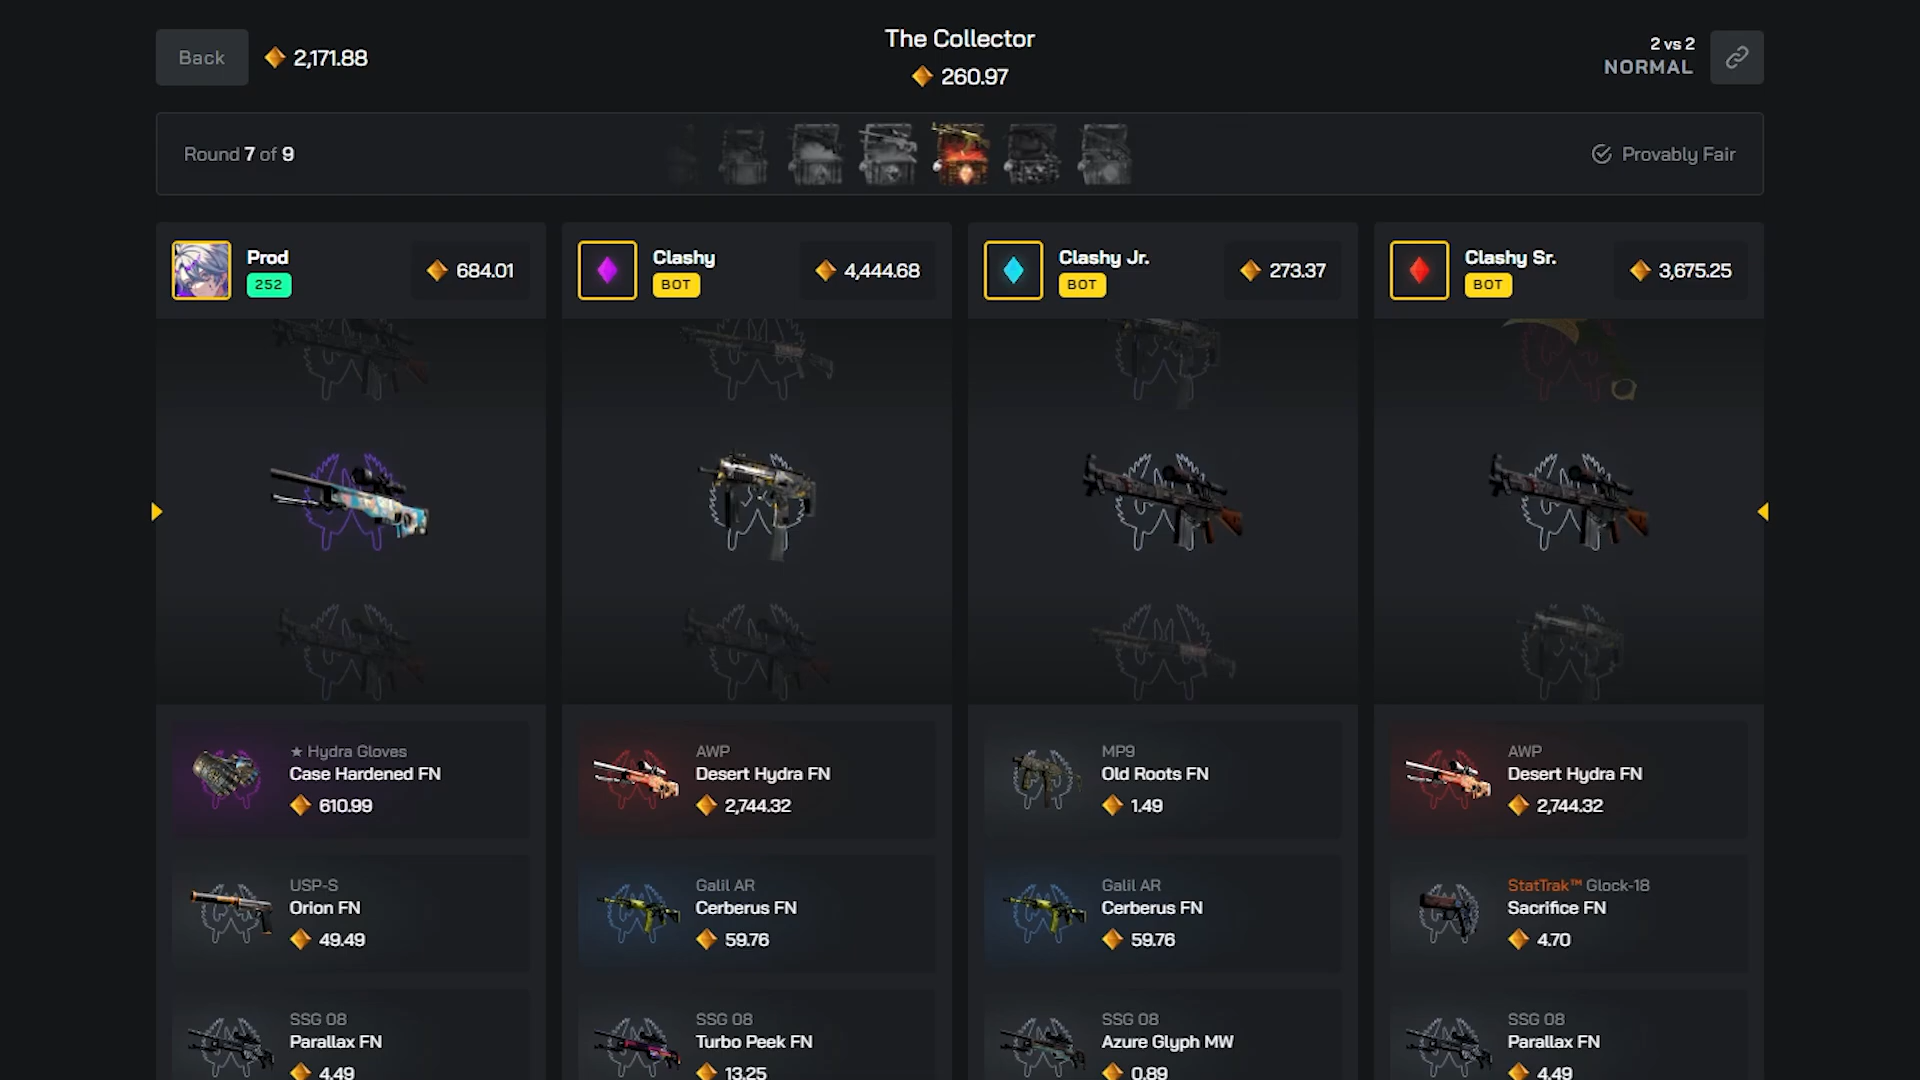 Back
2,171.88
The Collector
260.97
2 vs 2
NORMAL
Round 7 of 9
Provably Fair
Prod
252
684.01
Clashy
BOT
4,444.68
Clashy Jr.
BOT
273.37
Clashy Sr.
BOT
3,675.25
★ Hydra Gloves
Case Hardened FN
610.99
AWP
Desert Hydra FN
2,744.32
MP9
Old Roots FN
1.49
AWP
Desert Hydra FN
2,744.32
USP-S
Orion FN
49.49
Galil AR
Cerberus FN
59.76
Galil AR
Cerberus FN
59.76
StatTrak™ Glock-18
Sacrifice FN
4.70
SSG 08
Parallax FN
4.49
SSG 08
Turbo Peek FN
13.25
SSG 08
Azure Glyph MW
0.89
SSG 08
Parallax FN
4.49